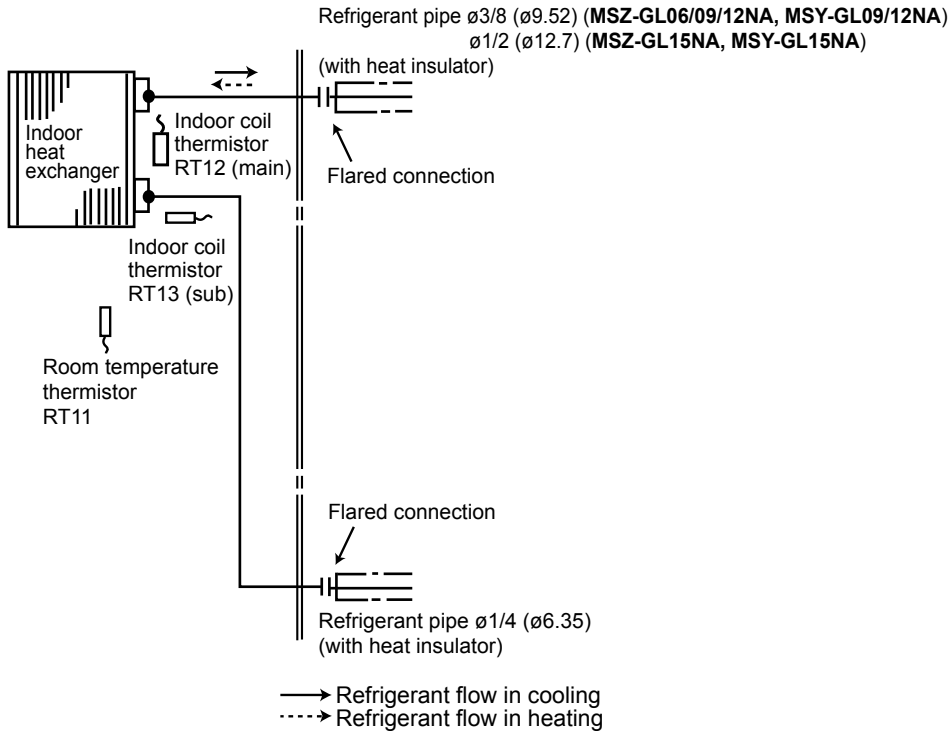 Refrigerant pipe ø3/8 (ø9.52) (MSZ-GL06/09/12NA, MSY-GL09/12NA)
ø1/2 (ø12.7) (MSZ-GL15NA, MSY-GL15NA)
(with heat insulator)
Indoor
heat
exchanger
Indoor coil
thermistor
RT12 (main)
Flared connection
Indoor coil
thermistor
RT13 (sub)
Room temperature
thermistor
RT11
Flared connection
Refrigerant pipe ø1/4 (ø6.35)
(with heat insulator)
Refrigerant flow in cooling
Refrigerant flow in heating